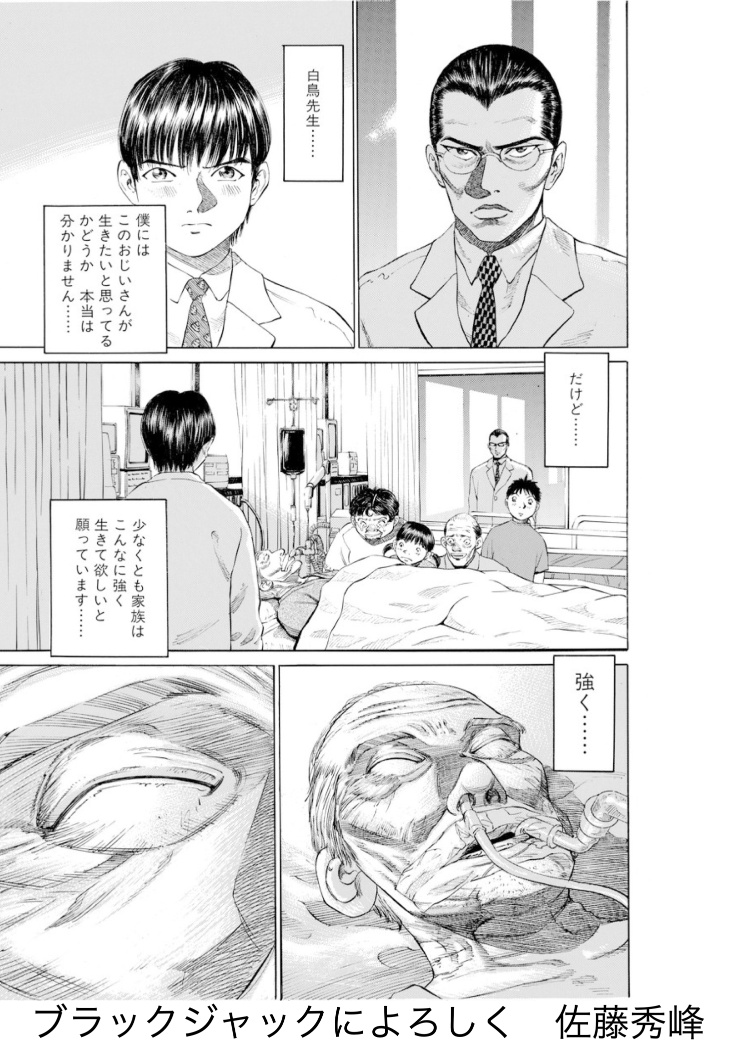 白鳥先生……
僕には
このおじいさんが
生きたいと思ってる
かどうか　本当は
分かりません……
だけど……
少なくとも家族は
こんなに強く
生きて欲しいと
願っています……
強く……
ブラックジャックによろしく　佐藤秀峰